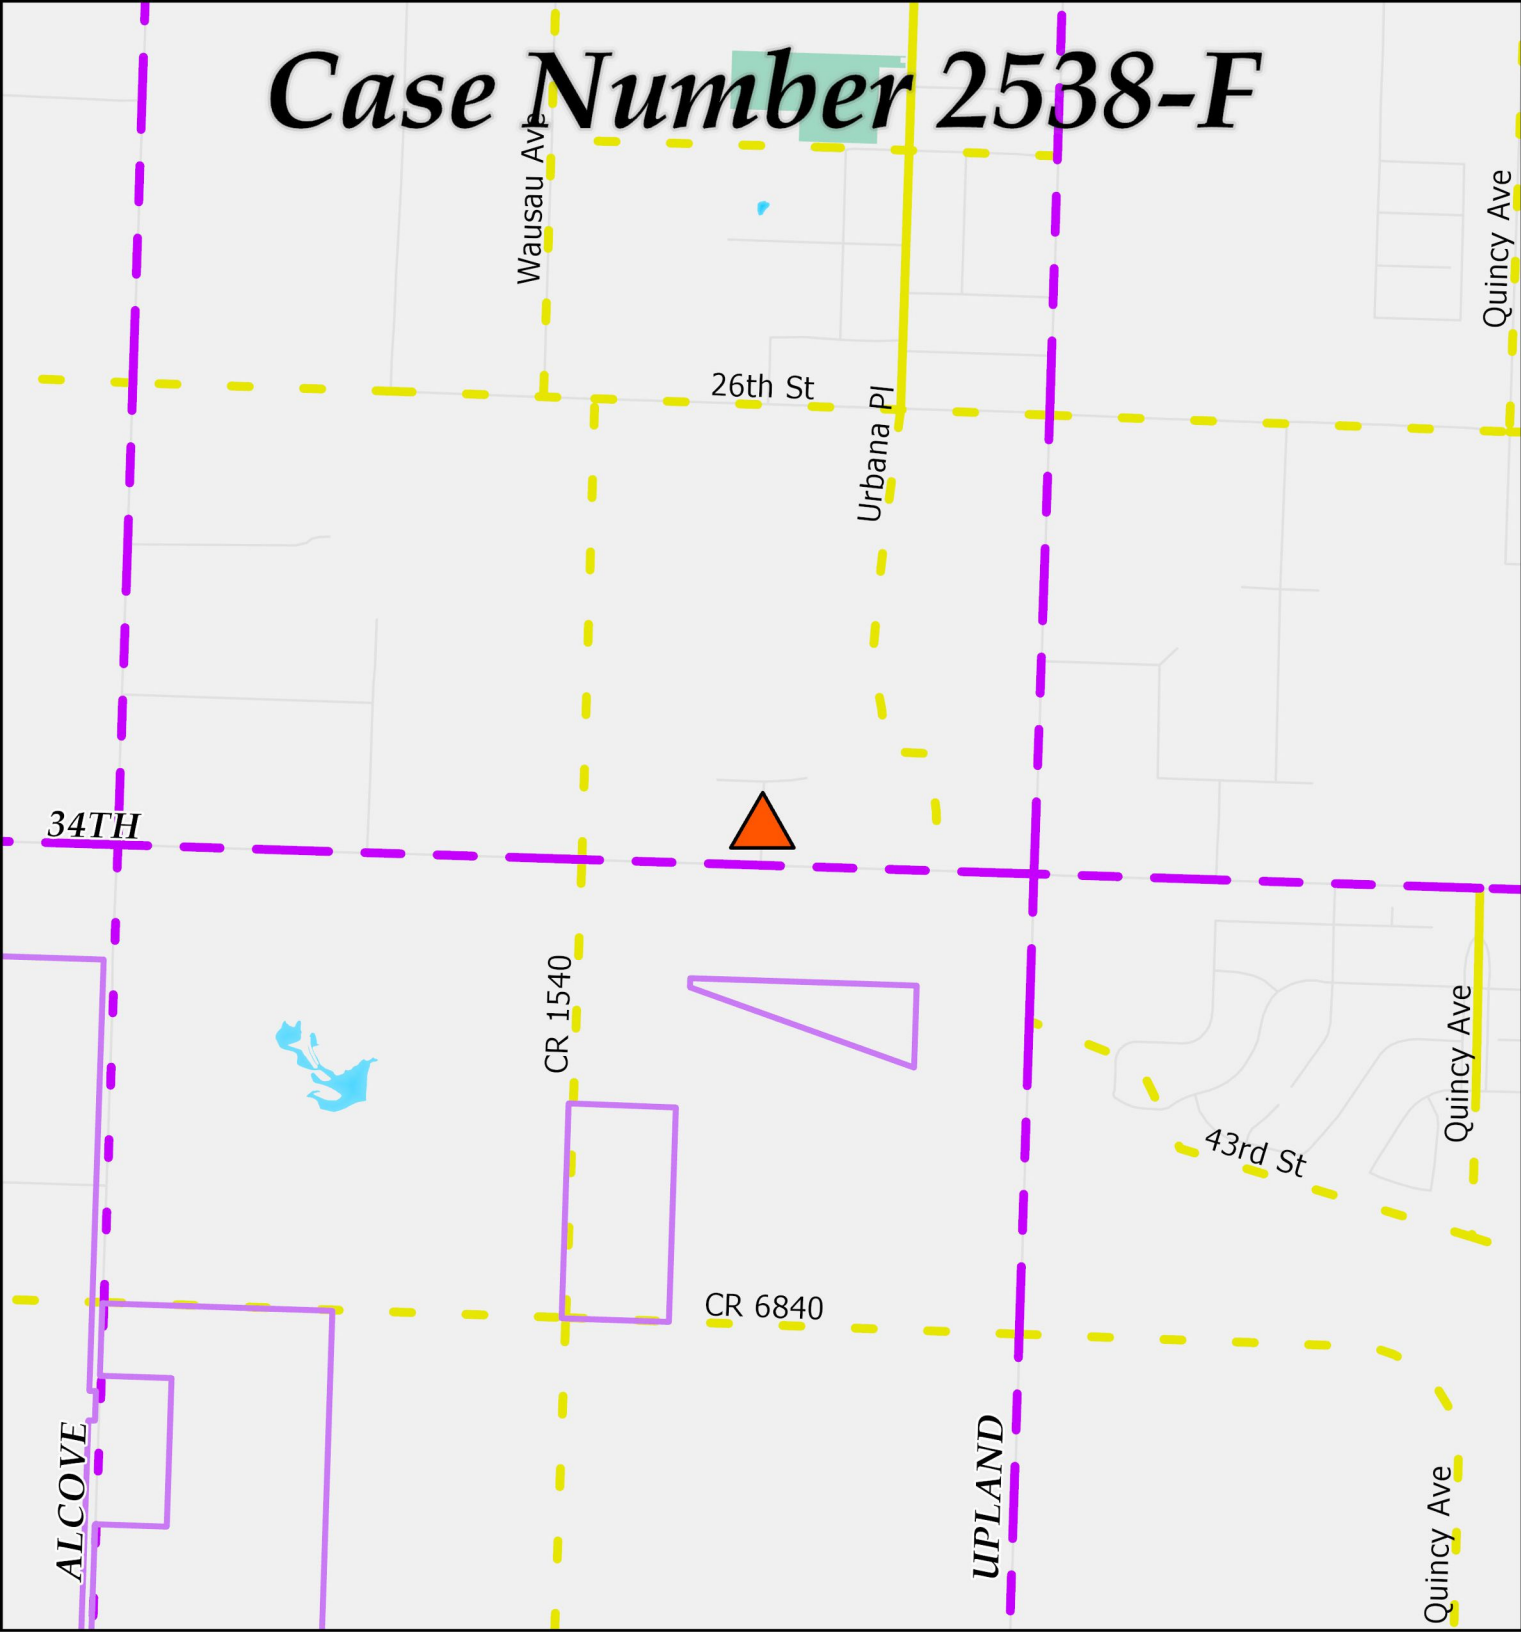 Case Number 2538-F
Wausau Ave
Quincy Ave
26th St
Urbana Pl
34TH
CR 1540
Quincy Ave
43rd St
CR 6840
ALCOVE
UPLAND
Quincy Ave